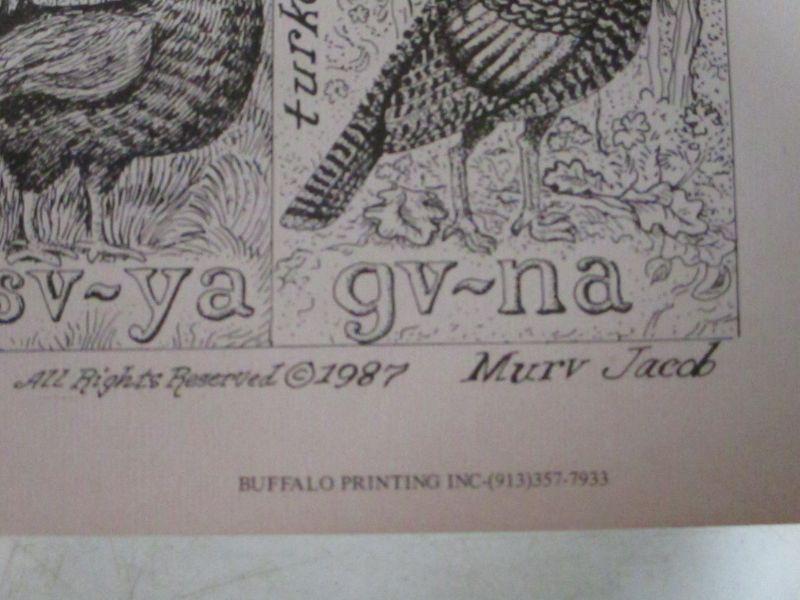 turk
sv~ya
gv~na
All Rights Reserved ©1987 Murv Jacob
BUFFALO PRINTING INC-(913)357-7933